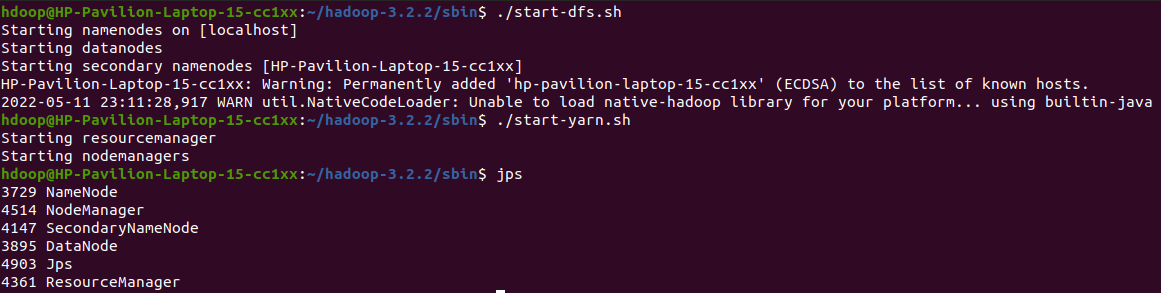 hdoop@HP-Pavilion-Laptop-15-cc1xx:~/hadoop-3.2.2/sbin$ ./start-dfs.sh
Starting namenodes on [localhost]
Starting datanodes
Starting secondary namenodes [HP-Pavilion-Laptop-15-cc1xx]
HP-Pavilion-Laptop-15-cc1xx: Warning: Permanently added 'hp-pavilion-laptop-15-cc1xx' (ECDSA) to the list of known hosts.
2022-05-11 23:11:28,917 WARN util.NativeCodeLoader: Unable to load native-hadoop library for your platform... using builtin-java
hdoop@HP-Pavilion-Laptop-15-cc1xx:~/hadoop-3.2.2/sbin$ ./start-yarn.sh
Starting resourcemanager
Starting nodemanagers
hdoop@HP-Pavilion-Laptop-15-cc1xx:~/hadoop-3.2.2/sbin$ jps
3729 NameNode
4514 NodeManager
4147 SecondaryNameNode
3895 DataNode
4903 Jps
4361 ResourceManager